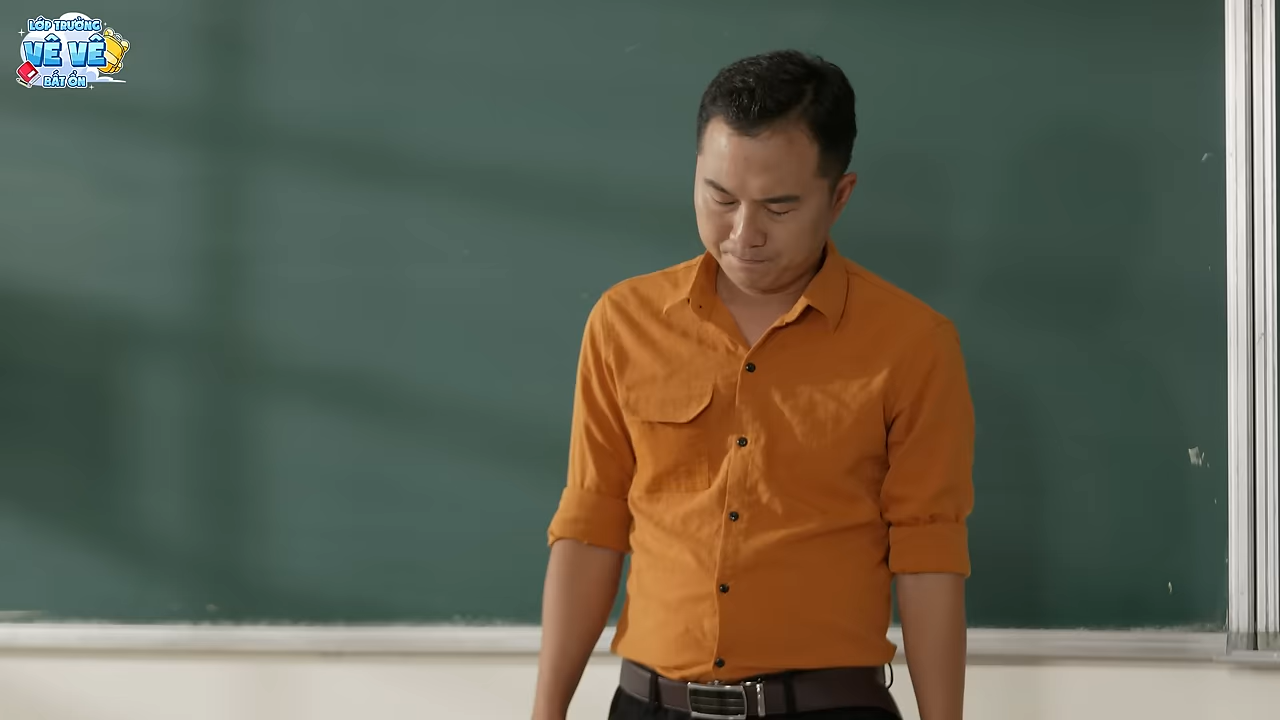 LỚP TRƯỞNG
VÊ VÊ
BẤT ỔN